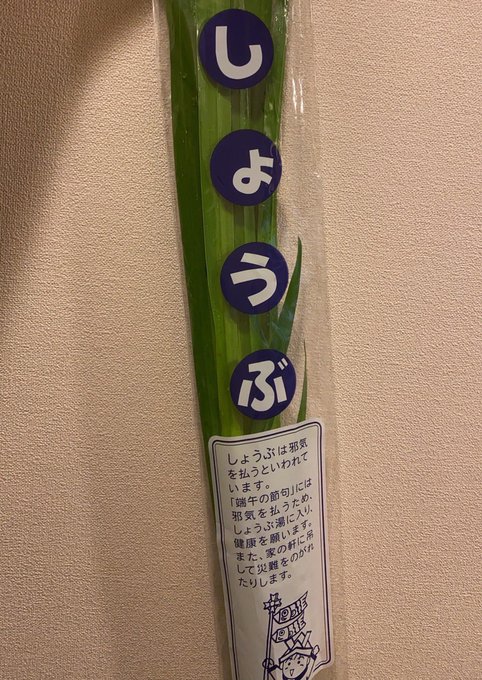 しょうぶ
しょうぶは邪気
を払うといわれて
います。
「端午の節句」には
邪気を払うため、
しょうぶ湯に入り、
健康を願います。
また、家の軒に吊
して災難をのがれ
たりします。